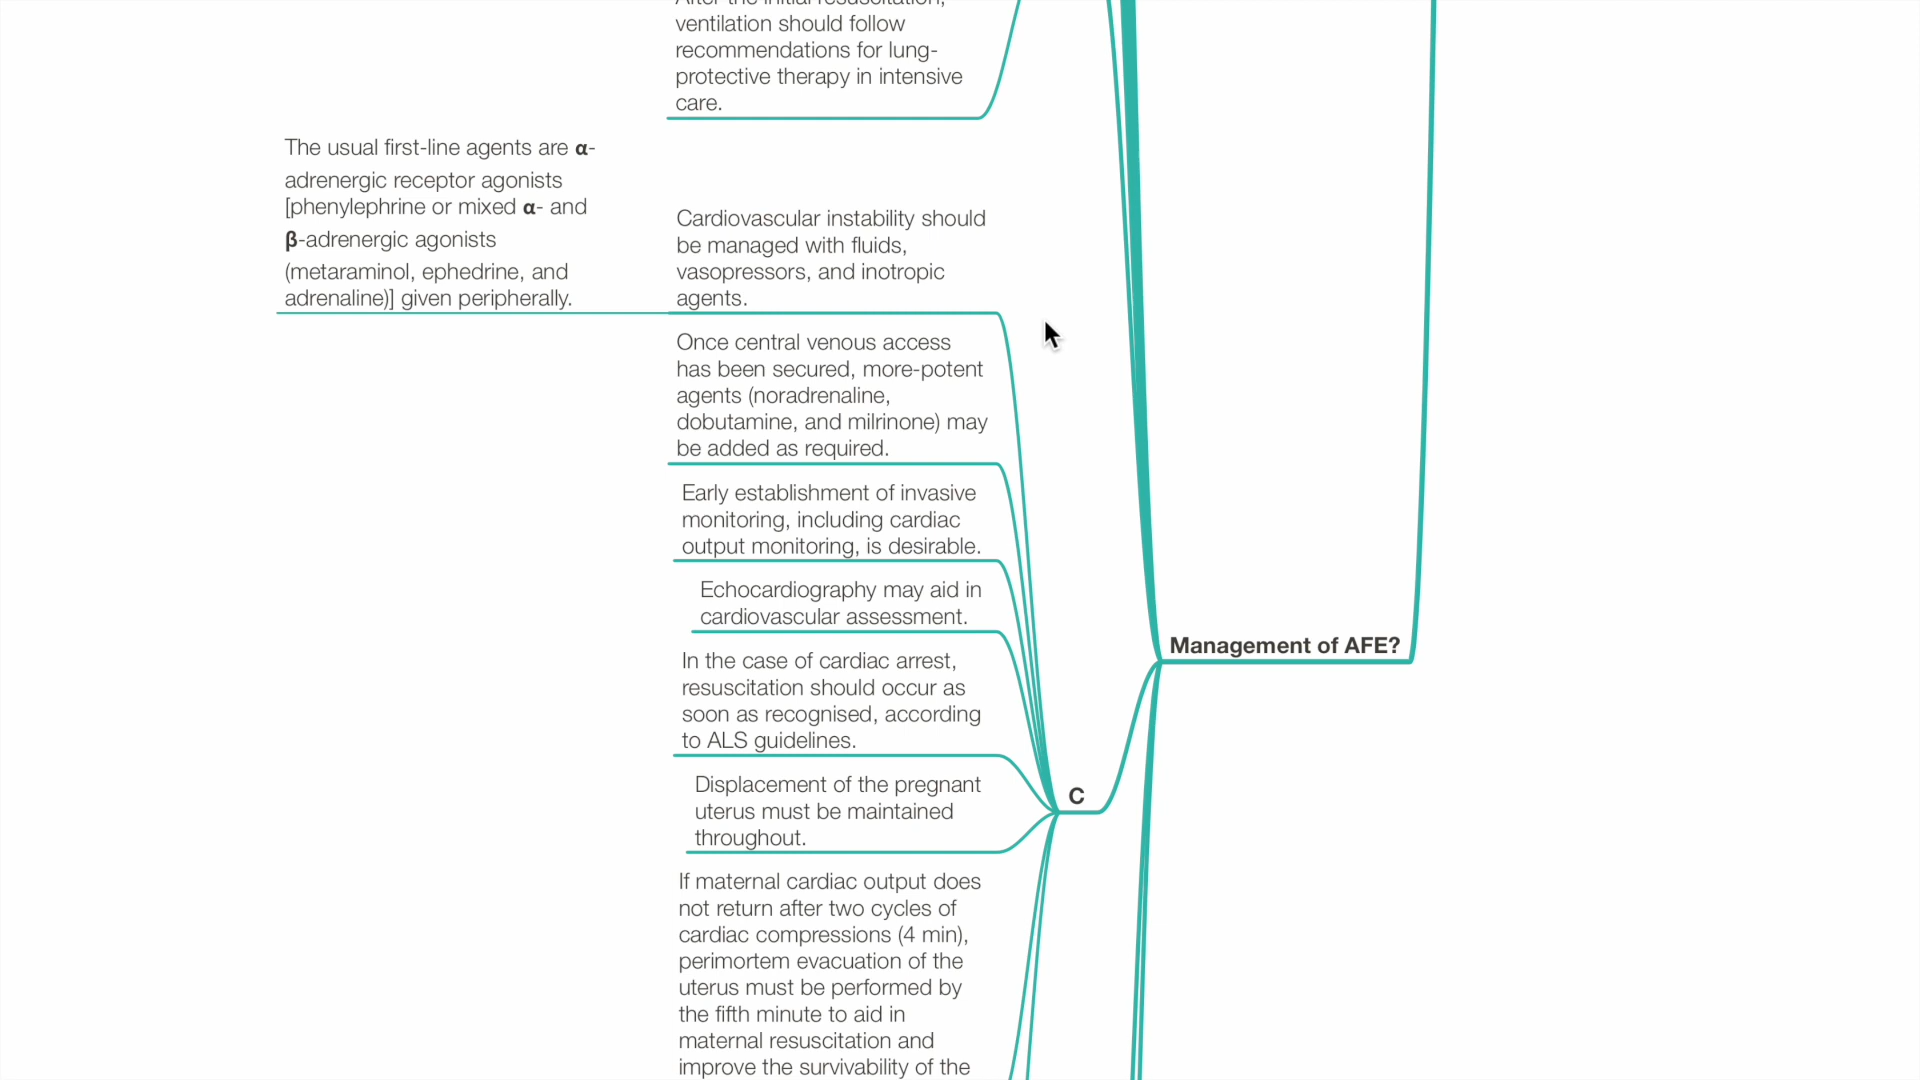 After the initial resuscitation,
ventilation should follow
recommendations for lung-
protective therapy in intensive
care.
The usual first-line agents are α-
adrenergic receptor agonists
[phenylephrine or mixed α- and
β-adrenergic agonists
(metaraminol, ephedrine, and
adrenaline)] given peripherally.
Cardiovascular instability should
be managed with fluids,
vasopressors, and inotropic
agents.
Once central venous access
has been secured, more-potent
agents (noradrenaline,
dobutamine, and milrinone) may
be added as required.
Early establishment of invasive
monitoring, including cardiac
output monitoring, is desirable.
Echocardiography may aid in
cardiovascular assessment.
In the case of cardiac arrest,
resuscitation should occur as
soon as recognised, according
to ALS guidelines.
Displacement of the pregnant
uterus must be maintained
throughout.
If maternal cardiac output does
not return after two cycles of
cardiac compressions (4 min),
perimortem evacuation of the
uterus must be performed by
the fifth minute to aid in
maternal resuscitation and
improve the survivability of the
C
Management of AFE?